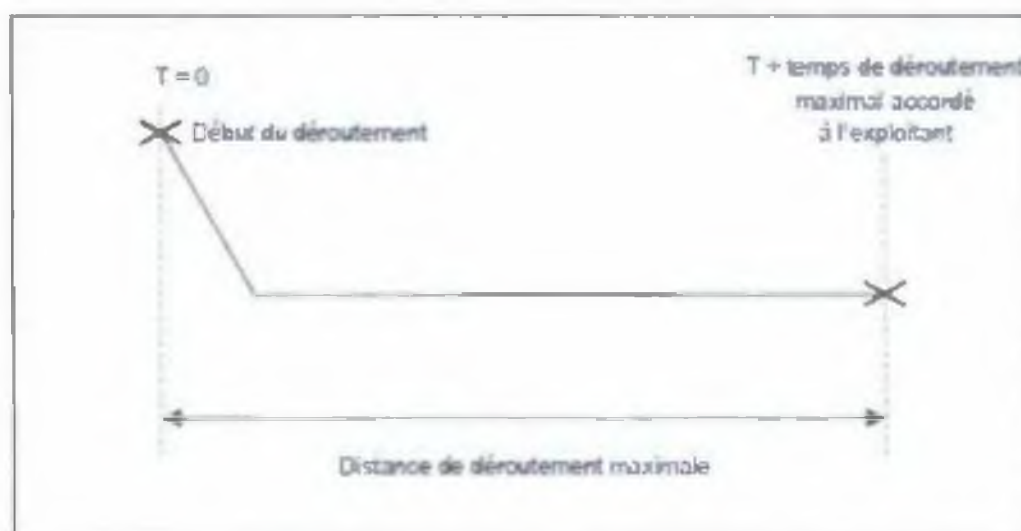 T = 0
T + temps de déroutement
maximal accordé
à l'exploitant
Début du déroutement
Distance de déroutement maximale